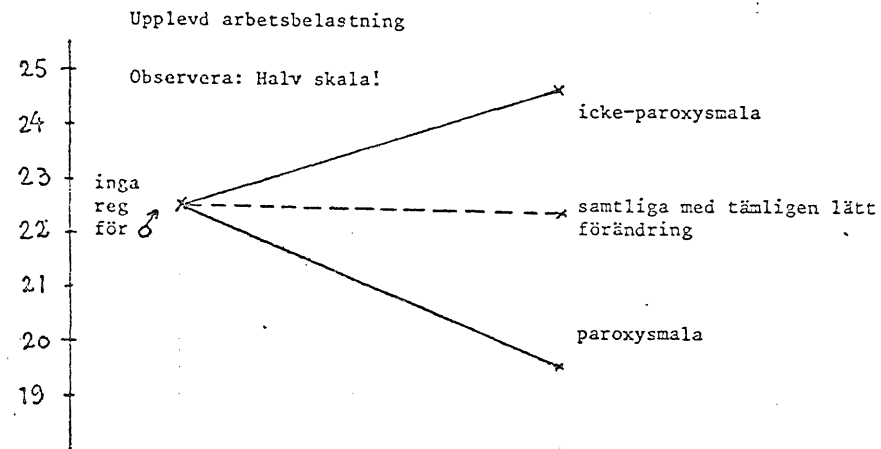 Upplevd arbetsbelastning
Observera: Halv skala!
25
24
23
22
21
20
19
inga
reg
för ♂
icke-paroxysmala
samtliga med tämligen lätt
förändring
paroxysmala